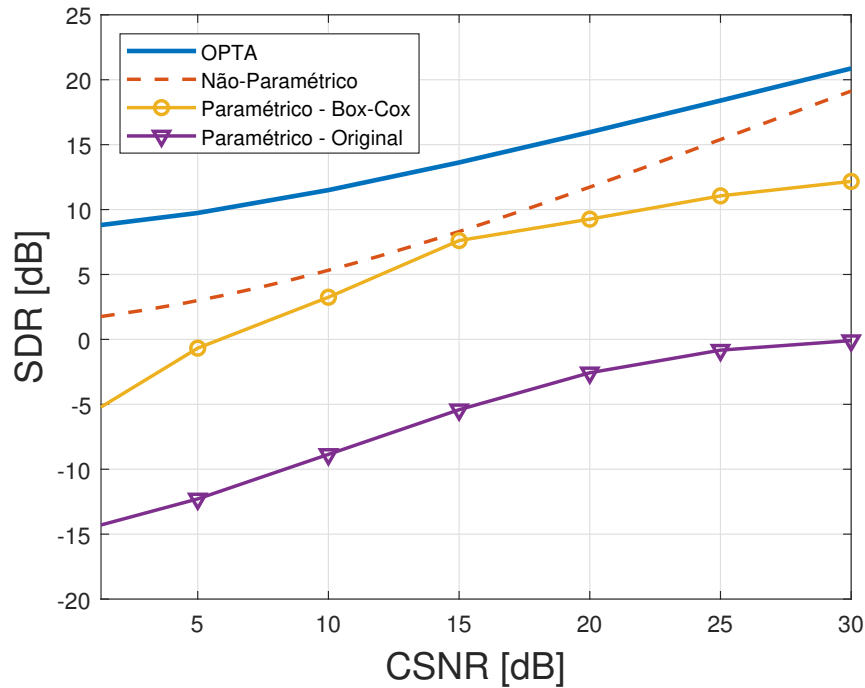 25
20
15
10
5
0
-5
-10
-15
-20
SDR [dB]
OPTA
Não-Paramétrico
Paramétrico - Box-Cox
Paramétrico - Original
5 10 15 20 25 30
CSNR [dB]